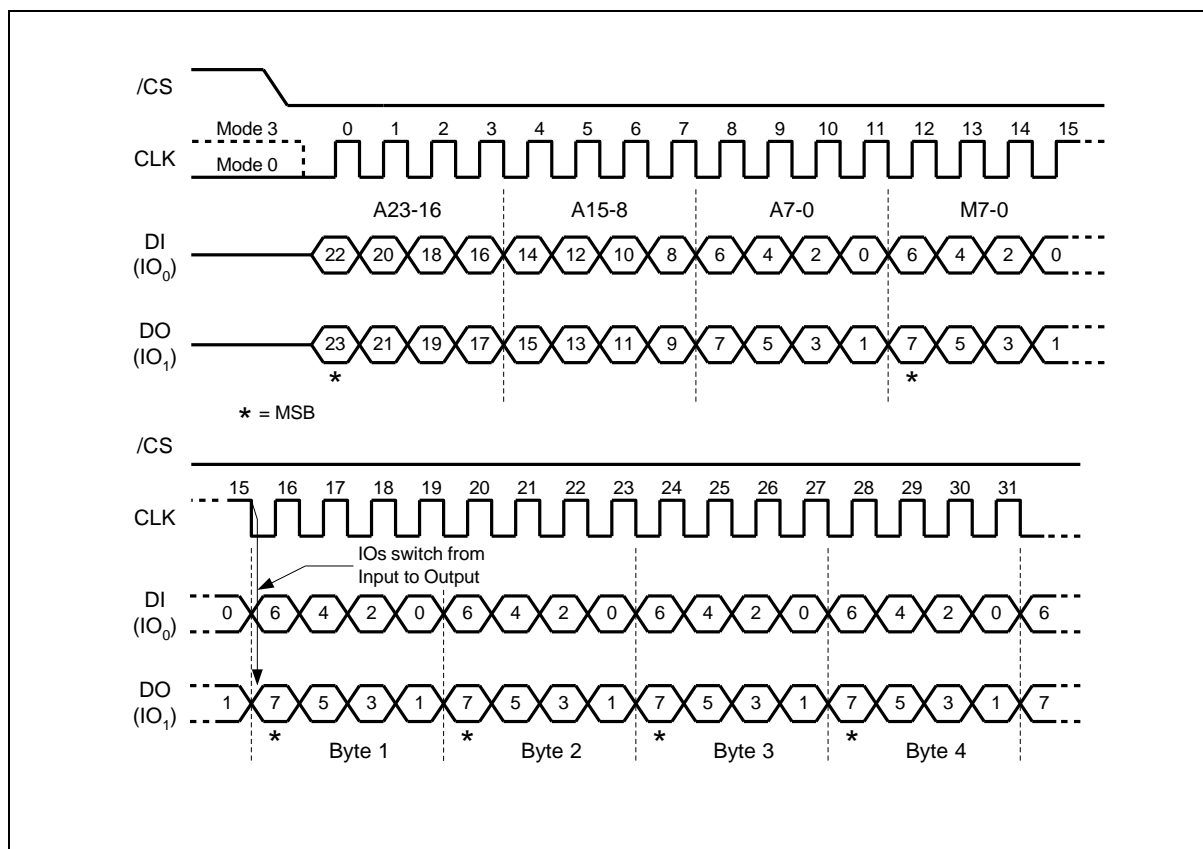 /CS
Mode 3 0 1 2 3 4 5 6 7 8 9 10 11 12 13 14 15
CLK
Mode 0
A23-16 A15-8 A7-0 M7-0
DI
(IO0) 22 20 18 16 14 12 10 8 6 4 2 0 6 4 2 0
DO
(IO1) 23 21 19 17 15 13 11 9 7 5 3 1 7 5 3 1
* *
* = MSB
/CS
15 16 17 18 19 20 21 22 23 24 25 26 27 28 29 30 31
CLK
IOs switch from
Input to Output
DI
(IO0) 0 6 4 2 0 6 4 2 0 6 4 2 0 6 4 2 0 6
DO
(IO1) 1 7 5 3 1 7 5 3 1 7 5 3 1 7 5 3 1 7
* * * *
Byte 1 Byte 2 Byte 3 Byte 4